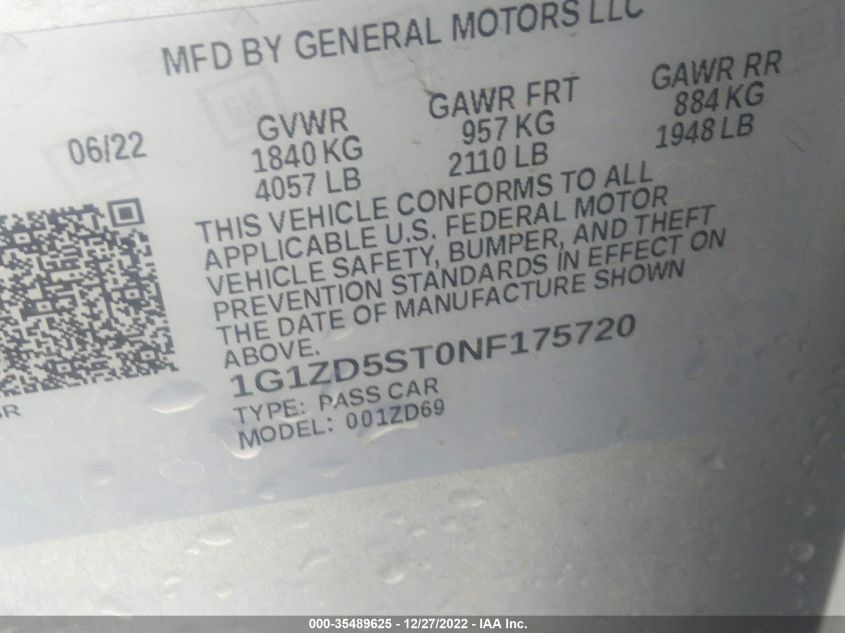 MFD BY GENERAL MOTORS LLC
06/22
GVWR
1840 KG
4057 LB
GAWR FRT
957 KG
2110 LB
GAWR RR
884 KG
1948 LB
THIS VEHICLE CONFORMS TO ALL
APPLICABLE U.S. FEDERAL MOTOR
VEHICLE SAFETY, BUMPER, AND THEFT
PREVENTION STANDARDS IN EFFECT ON
THE DATE OF MANUFACTURE SHOWN
ABOVE.
1G1ZD5ST0NF175720
TYPE: PASS CAR
MODEL: 001ZD69
GM
000-35489625 - 12/27/2022 - IAA Inc.